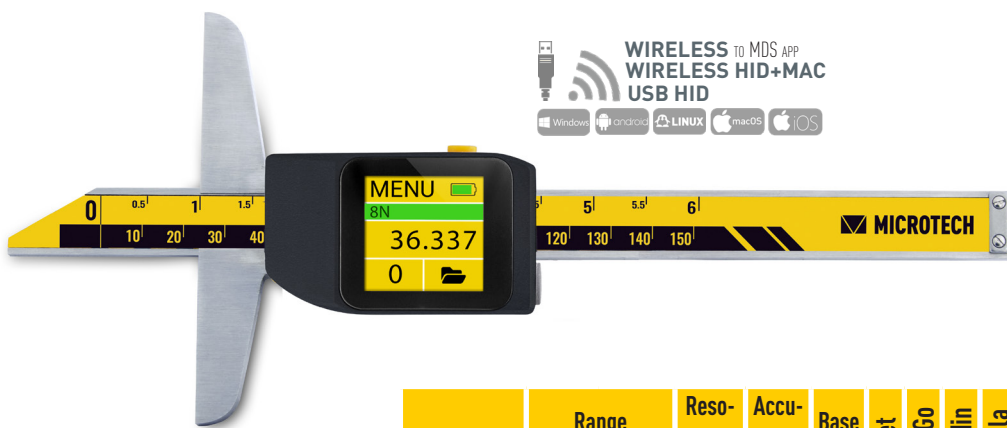 WIRELESS TO MDS APP
WIRELESS HID+MAC
USB HID
Windows android LINUX macOS iOS
MENU
8N
36.337
0
0 0.5 1 1.5 5 5.5 6
10 20 30 40 120 130 140 150
MICROTECH
Range
Reso-
Accu-
Base
Go